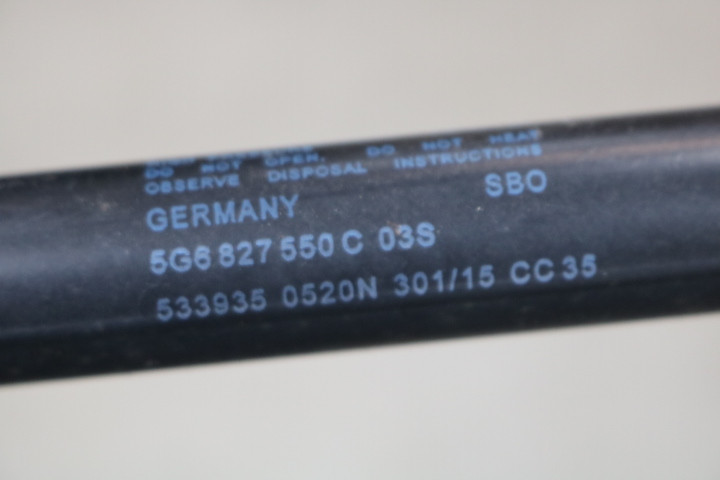 DO NOT OPEN. DO NOT HEAT
OBSERVE DISPOSAL INSTRUCTIONS
GERMANY SBO
5G6 827 550 C 03S
533935 0520N 301/15 CC 35